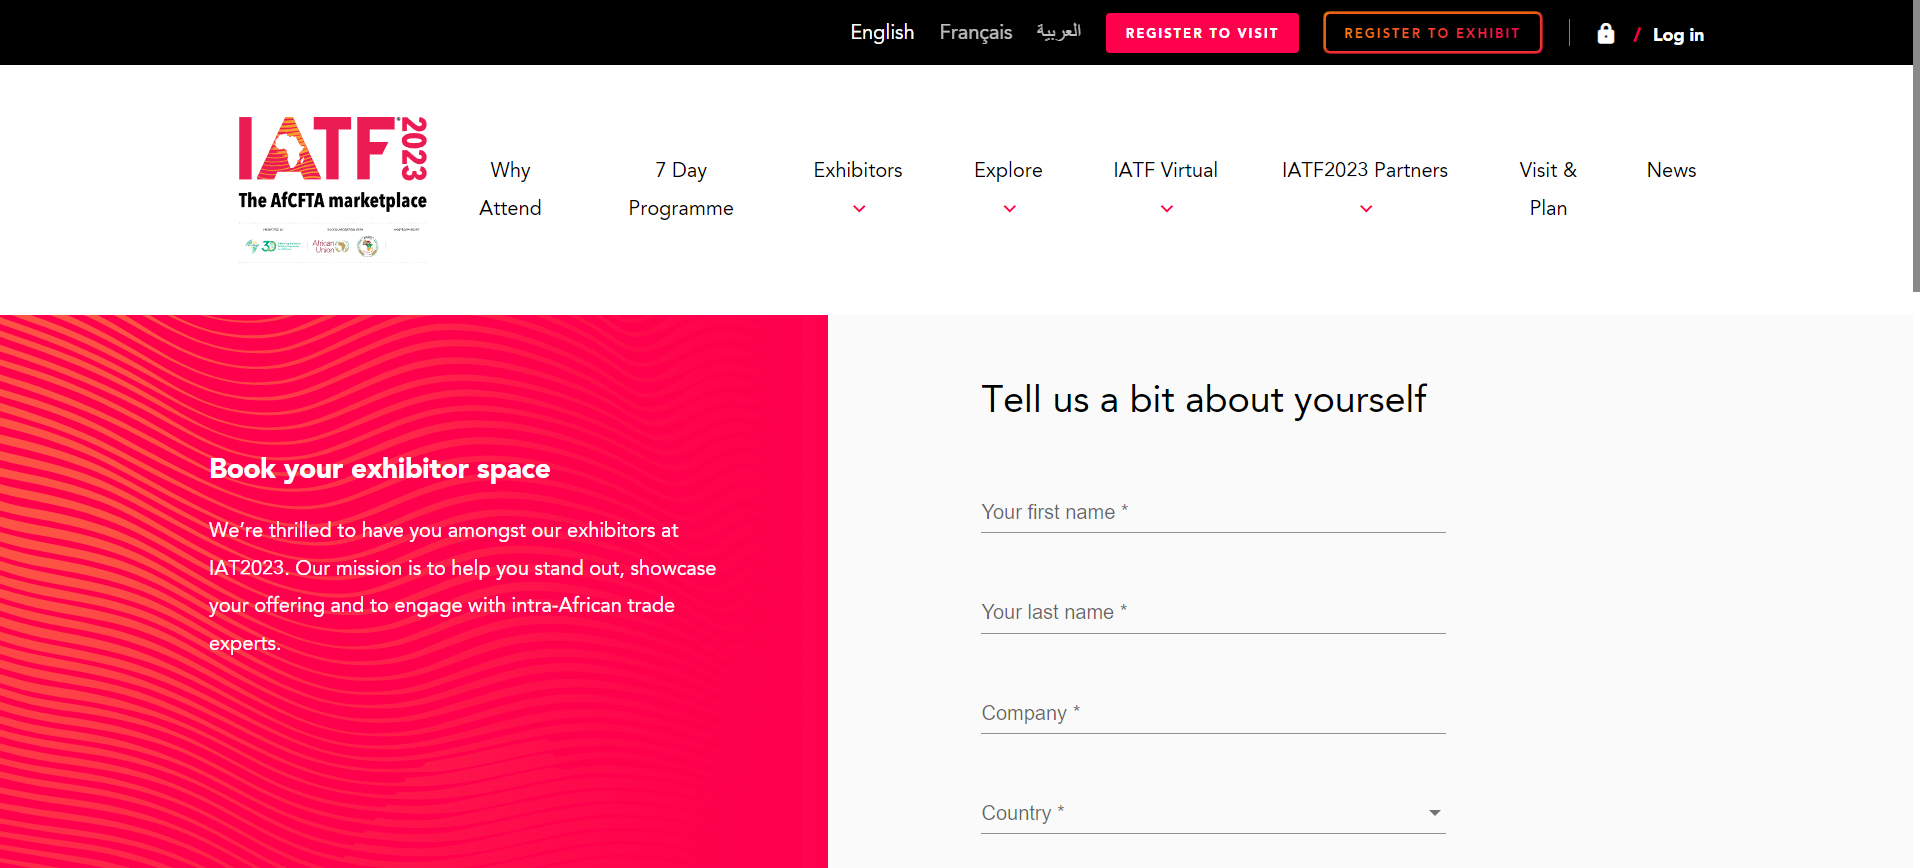 English Français العربية REGISTER TO VISIT REGISTER TO EXHIBIT / Log in
IATF 2023
The AfCFTA marketplace
African
Union
Why
Attend
7 Day
Programme
Exhibitors
Explore
IATF Virtual
IATF2023 Partners
Visit &
Plan
News
Book your exhibitor space
We’re thrilled to have you amongst our exhibitors at
IAT2023. Our mission is to help you stand out, showcase
your offering and to engage with intra-African trade
experts.
Tell us a bit about yourself
Your first name *
Your last name *
Company *
Country *